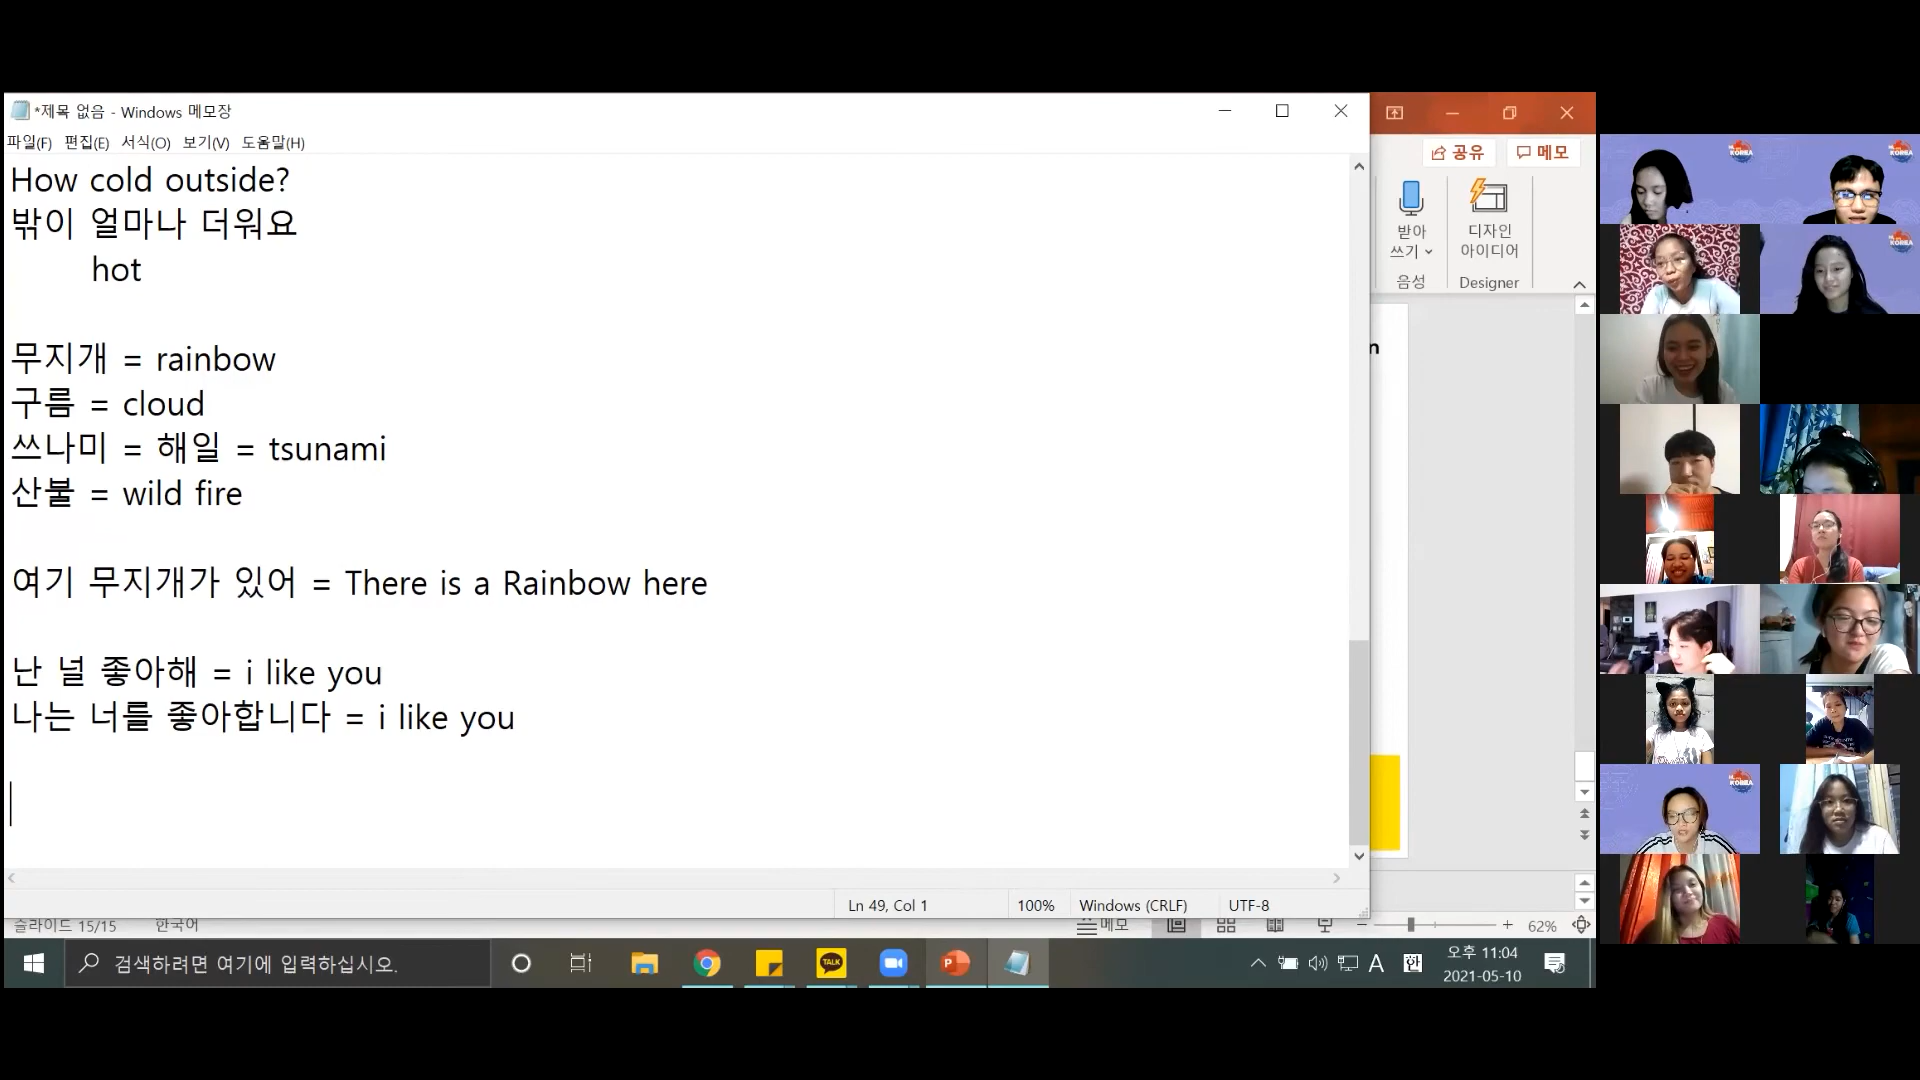 *제목 없음 - Windows 메모장
파일(F) 편집(E) 서식(O) 보기(V) 도움말(H)
How cold outside?
밖이 얼마나 더워요
hot
무지개 = rainbow
구름 = cloud
쓰나미 = 해일 = tsunami
산불 = wild fire
여기 무지개가 있어 = There is a Rainbow here
난 널 좋아해 = i like you
나는 너를 좋아합니다 = i like you
Ln 49, Col 1 100% Windows (CRLF) UTF-8
공유 메모
받아쓰기
디자인
아이디어
음성 Designer
n
슬라이드 15/15 한국어 메모 62%
검색하려면 여기에 입력하십시오.
TALK
P
A 한
오후 11:04
2021-05-10
KOREA
KOREA
KOREA
KOREA